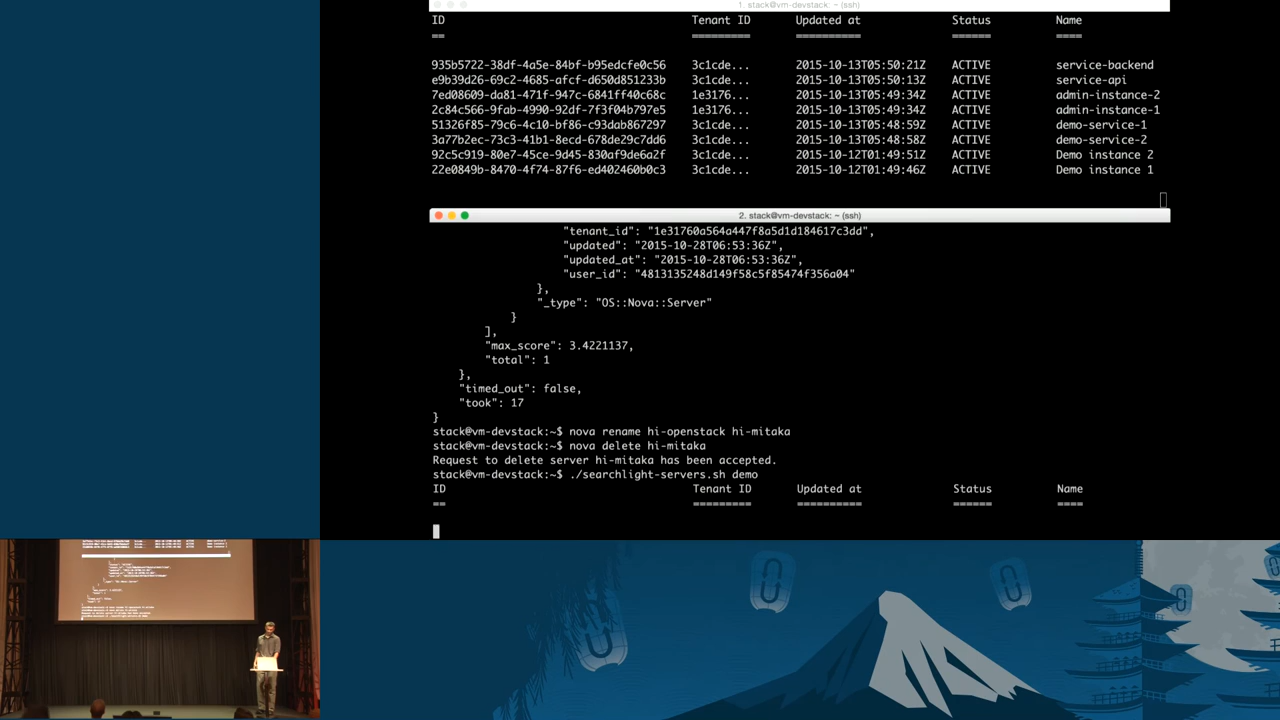 1. stack@vm-devstack: ~ (ssh)
ID Tenant ID Updated at Status Name
== ========= ========== ====== ====
935b5722-38df-4a5e-84bf-b95edcfe0c56 3c1cde... 2015-10-13T05:50:21Z ACTIVE service-backend
e9b39d26-69c2-4685-afcf-d650d851233b 3c1cde... 2015-10-13T05:50:13Z ACTIVE service-api
7ed08609-da81-471f-947c-6841ff40c68c 1e3176... 2015-10-13T05:49:34Z ACTIVE admin-instance-2
2c84c566-9fab-4990-92df-7f3f04b797e5 1e3176... 2015-10-13T05:49:34Z ACTIVE admin-instance-1
51326f85-79c6-4c10-bf86-c93dab867297 3c1cde... 2015-10-13T05:48:59Z ACTIVE demo-service-1
3a77b2ec-73c3-41b1-8ecd-678de29c7dd6 3c1cde... 2015-10-13T05:48:58Z ACTIVE demo-service-2
92c5c919-80e7-45ce-9d45-830af9de6a2f 3c1cde... 2015-10-12T01:49:51Z ACTIVE Demo instance 2
22e0849b-8470-4f74-87f6-ed402460b0c3 3c1cde... 2015-10-12T01:49:46Z ACTIVE Demo instance 1
2. stack@vm-devstack: ~ (ssh)
"tenant_id": "1e31760a564a447f8a5d1d184617c3dd",
"updated": "2015-10-28T06:53:36Z",
"updated_at": "2015-10-28T06:53:36Z",
"user_id": "4813135248d149f58c5f85474f356a04"
},
"_type": "OS::Nova::Server"
}
],
"max_score": 3.4221137,
"total": 1
},
"timed_out": false,
"took": 17
}
stack@vm-devstack:~$ nova rename hi-openstack hi-mitaka
stack@vm-devstack:~$ nova delete hi-mitaka
Request to delete server hi-mitaka has been accepted.
stack@vm-devstack:~$ ./searchlight-servers.sh demo
ID Tenant ID Updated at Status Name
== ========= ========== ====== ====